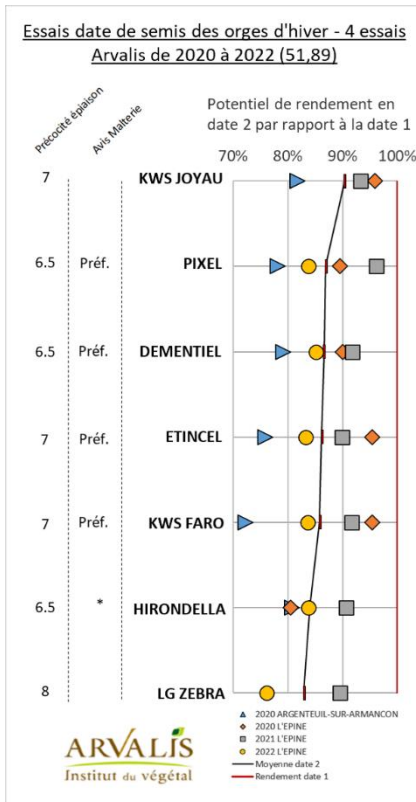 Essais date de semis des orges d'hiver - 4 essais
Arvalis de 2020 à 2022 (51,89)
Précocité épiaison
Avis Malterie
Potentiel de rendement en
date 2 par rapport à la date 1
70% 80% 90% 100%
7 KWS JOYAU
6.5 Préf. PIXEL
6.5 Préf. DEMENTIEL
7 Préf. ETINCEL
7 Préf. KWS FARO
6.5 * HIRONDELLA
8 LG ZEBRA
2020 ARGENTEUIL-SUR-ARMANCON
2020 L'EPINE
2021 L'EPINE
2022 L'EPINE
Moyenne date 2
Rendement date 1
ARVALIS
Institut du végétal